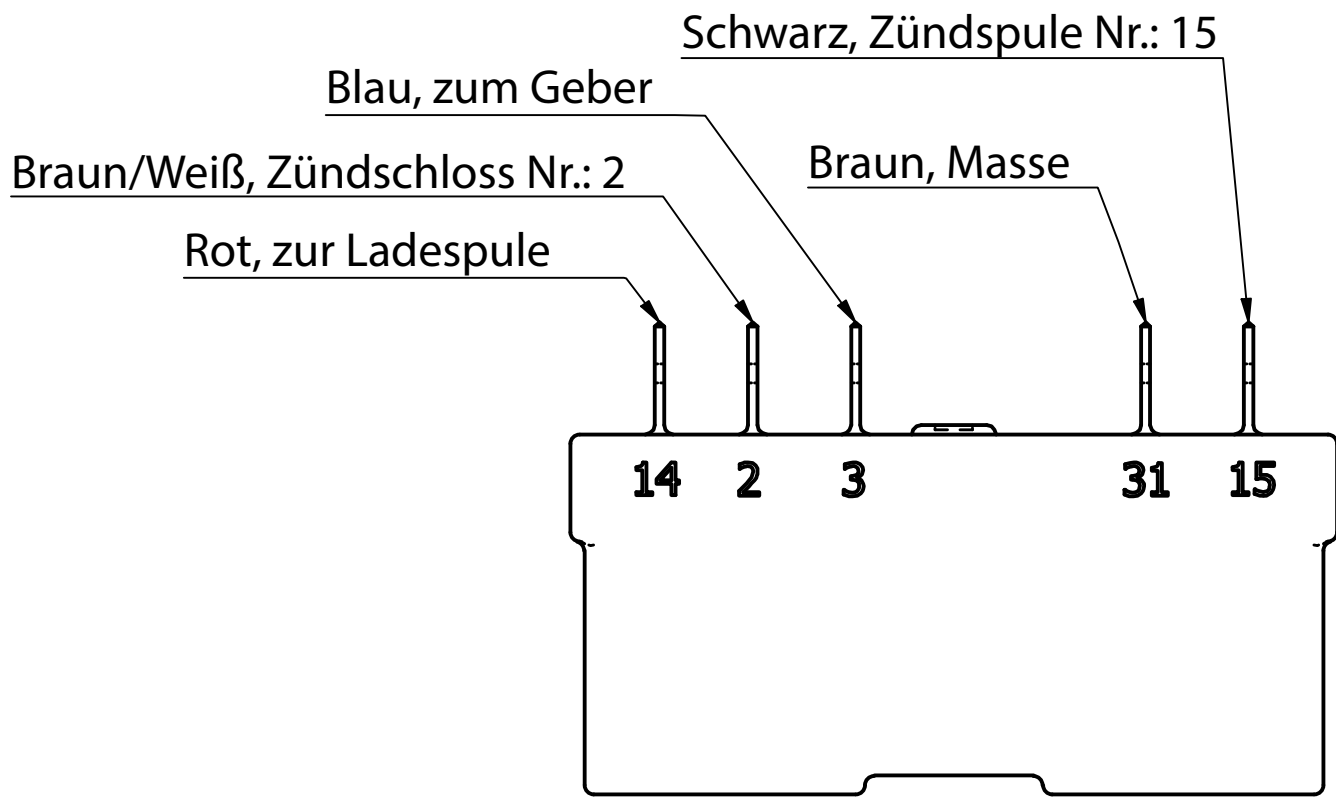 Schwarz, Zündspule Nr.: 15
Blau, zum Geber
Braun/Weiß, Zündschloss Nr.: 2
Braun, Masse
Rot, zur Ladespule
14 2 3 31 15